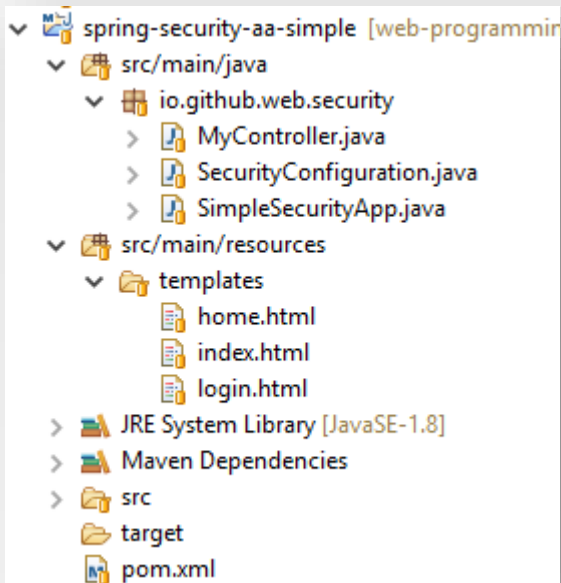 spring-security-aa-simple [web-programmin
src/main/java
io.github.web.security
MyController.java
SecurityConfiguration.java
SimpleSecurityApp.java
src/main/resources
templates
home.html
index.html
login.html
JRE System Library [JavaSE-1.8]
Maven Dependencies
src
target
pom.xml